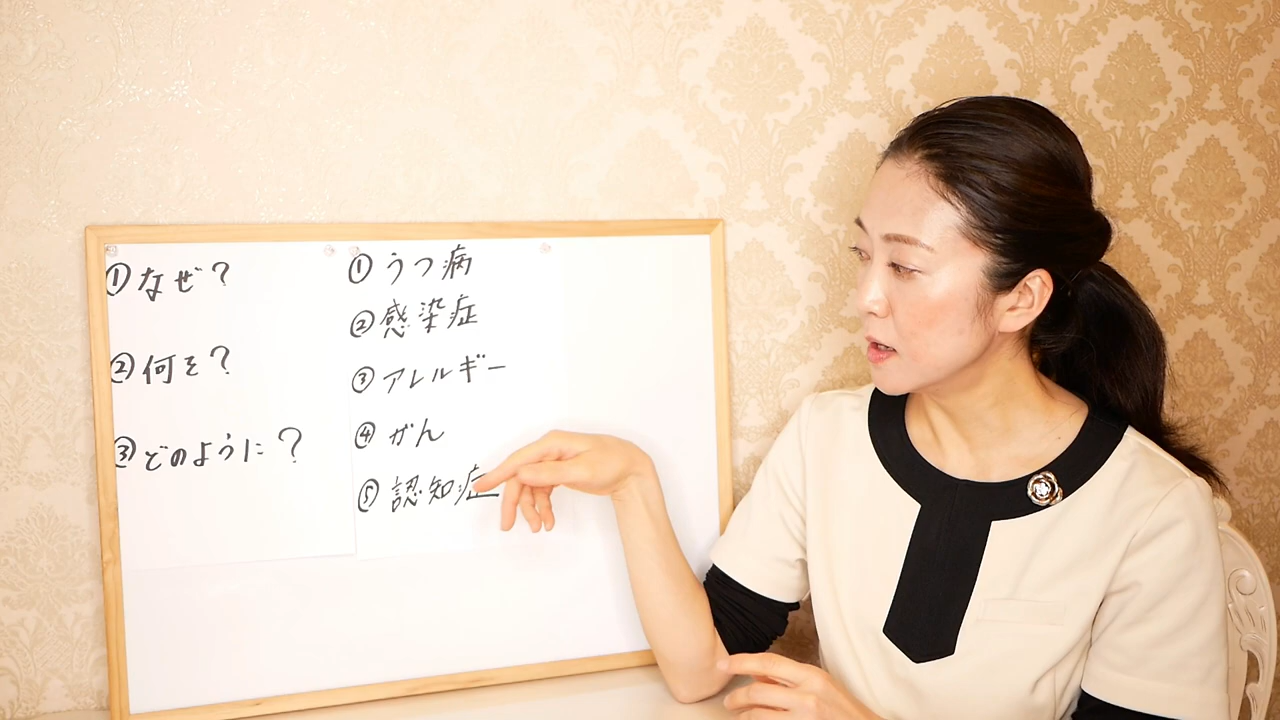 ①なぜ?
②何を?
③どのように?
①うつ病
②感染症
③アレルギー
④がん
⑤認知症